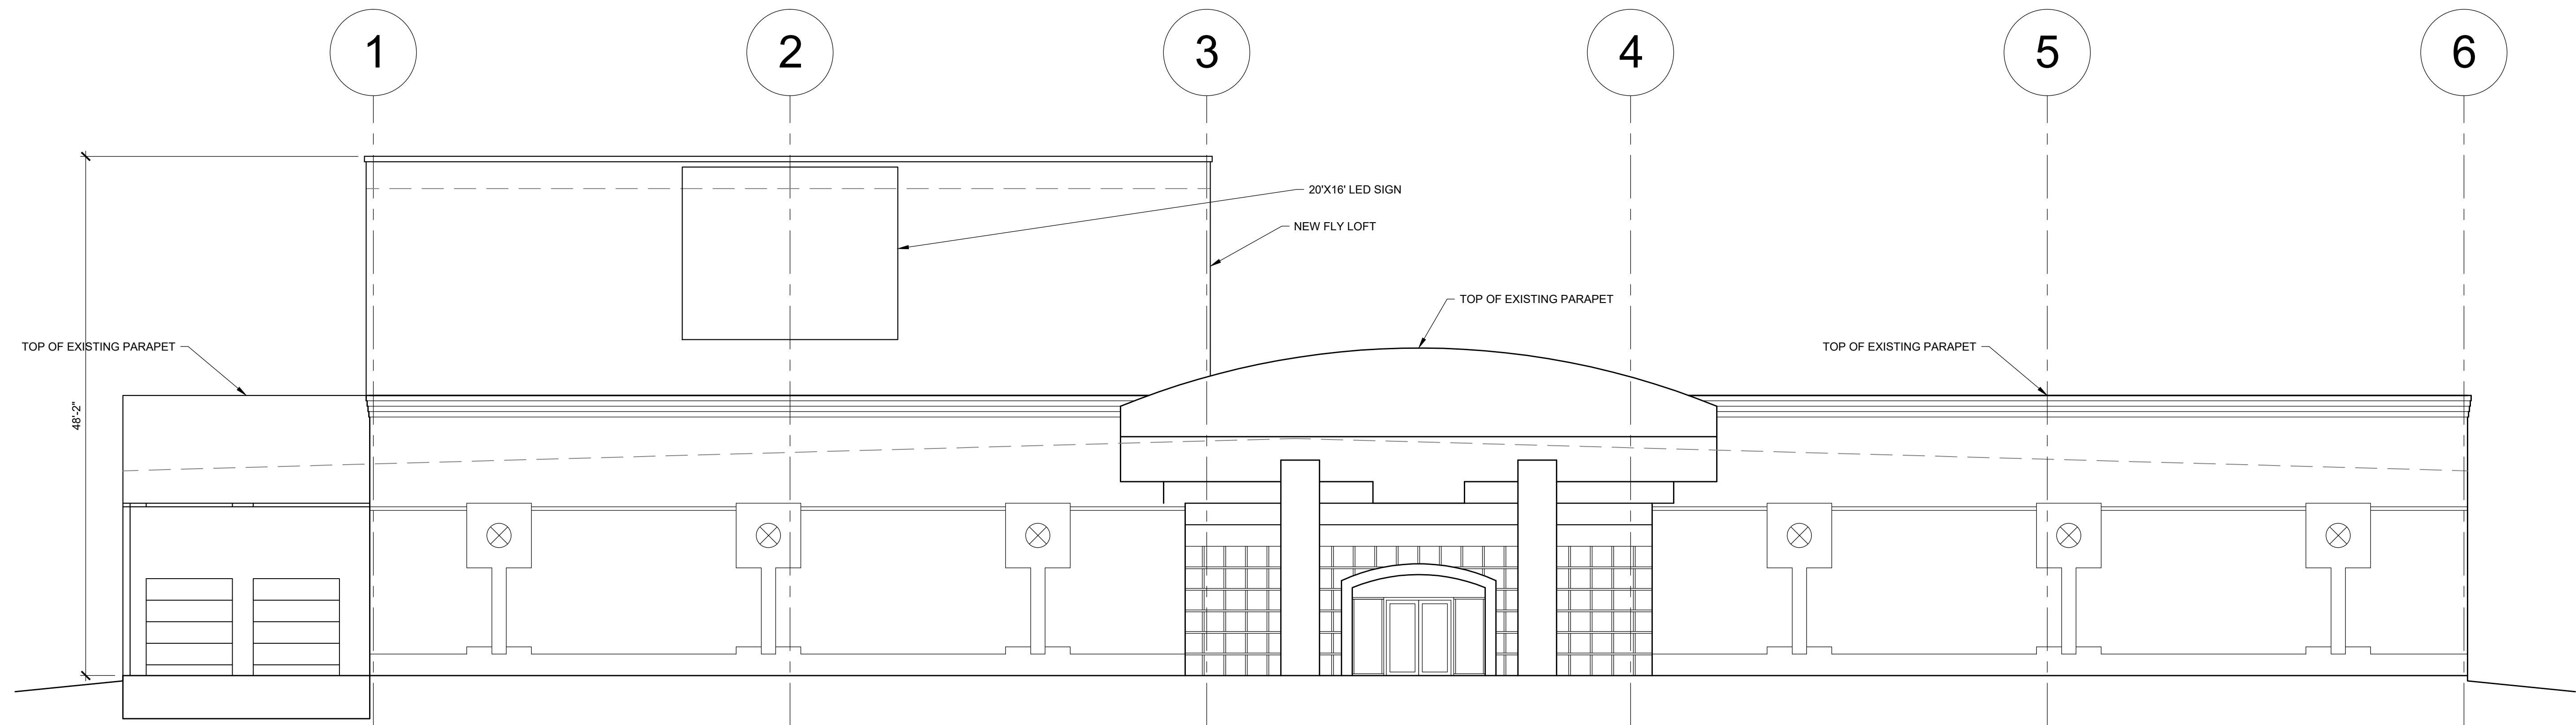 1
2
3
4
5
6
20'X16' LED SIGN
NEW FLY LOFT
TOP OF EXISTING PARAPET
TOP OF EXISTING PARAPET
TOP OF EXISTING PARAPET
48'-2"